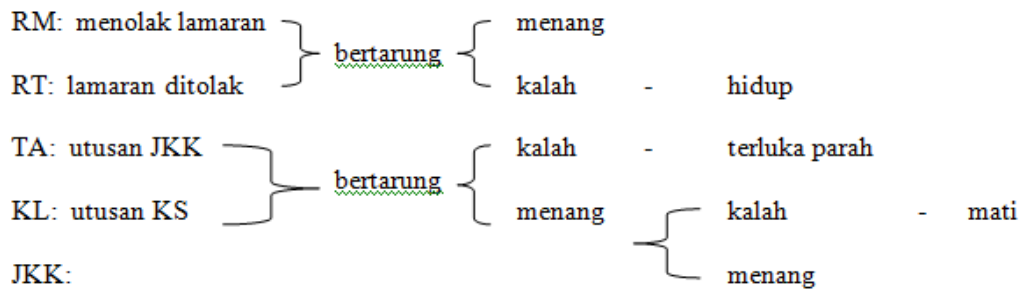 RM: menolak lamaran menang
bertarung
RT: lamaran ditolak kalah - hidup
TA: utusan JKK kalah - terluka parah
bertarung
KL: utusan KS menang kalah - mati
JKK: menang